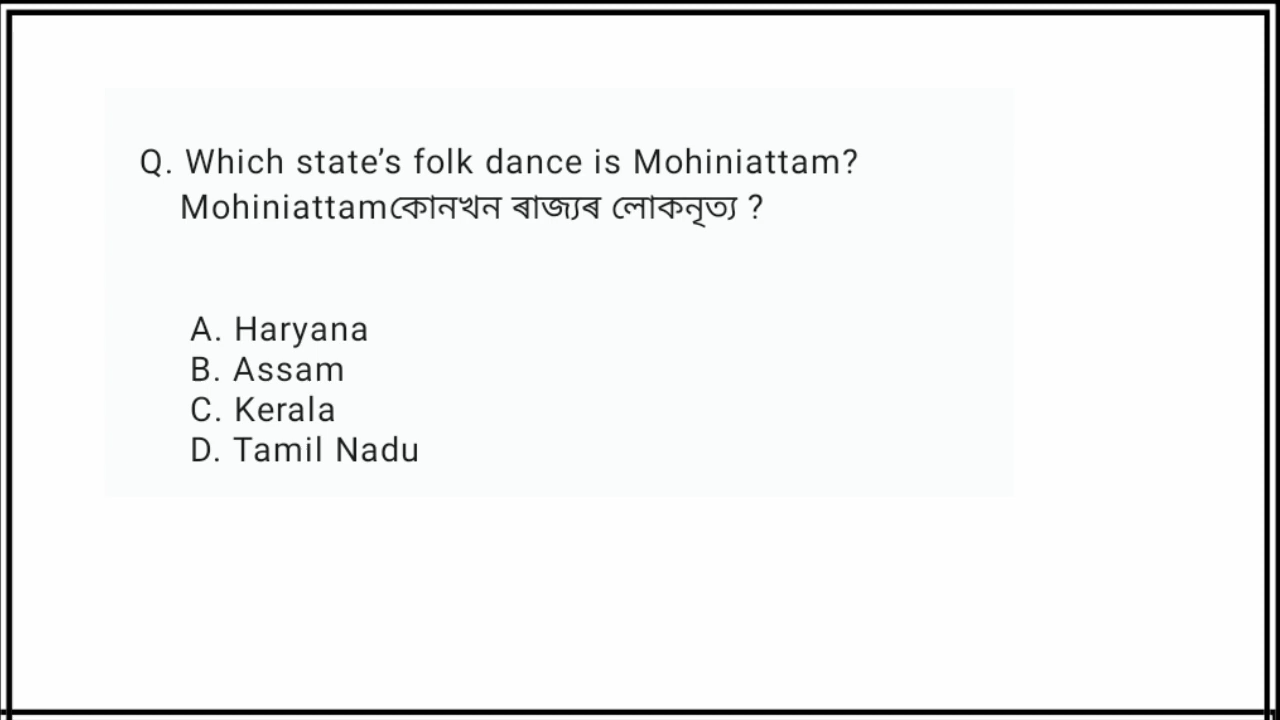 Q. Which state’s folk dance is Mohiniattam?
Mohiniattamকোনখন ৰাজ্যৰ লোকনৃত্য ?
A. Haryana
B. Assam
C. Kerala
D. Tamil Nadu